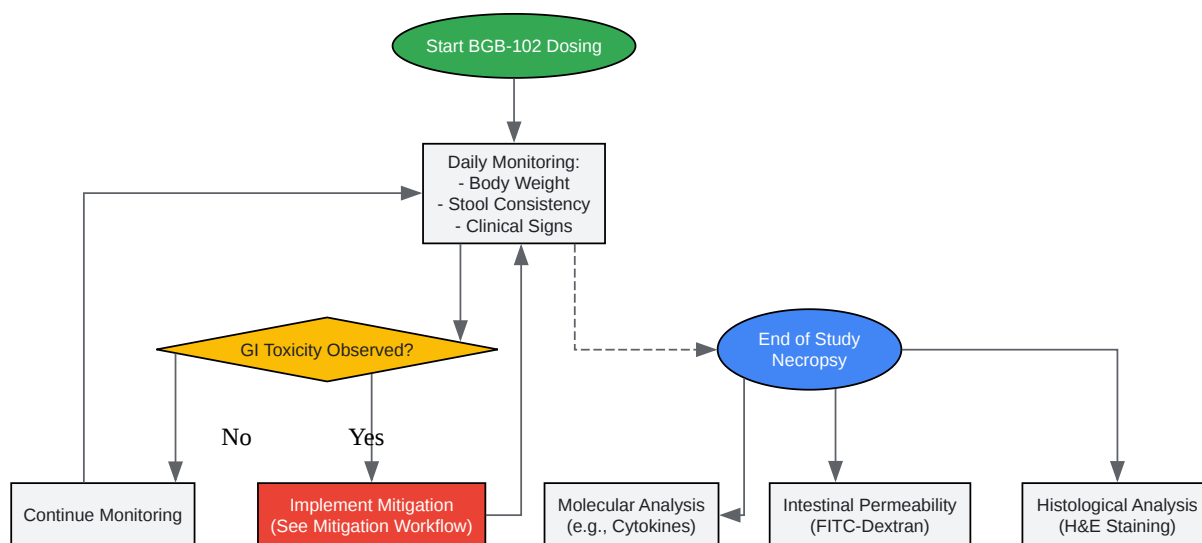 Start BGB-102 Dosing
Daily Monitoring:
- Body Weight
- Stool Consistency
- Clinical Signs
GI Toxicity Observed?
End of Study
Necropsy
No
Yes
Continue Monitoring
Implement Mitigation
(See Mitigation Workflow)
Molecular Analysis
(e.g., Cytokines)
Intestinal Permeability
(FITC-Dextran)
Histological Analysis
(H&E Staining)